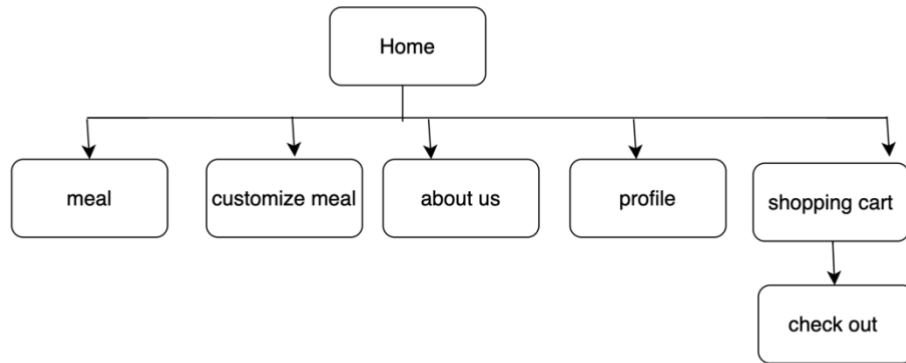 Home
meal
customize meal
about us
profile
shopping cart
check out